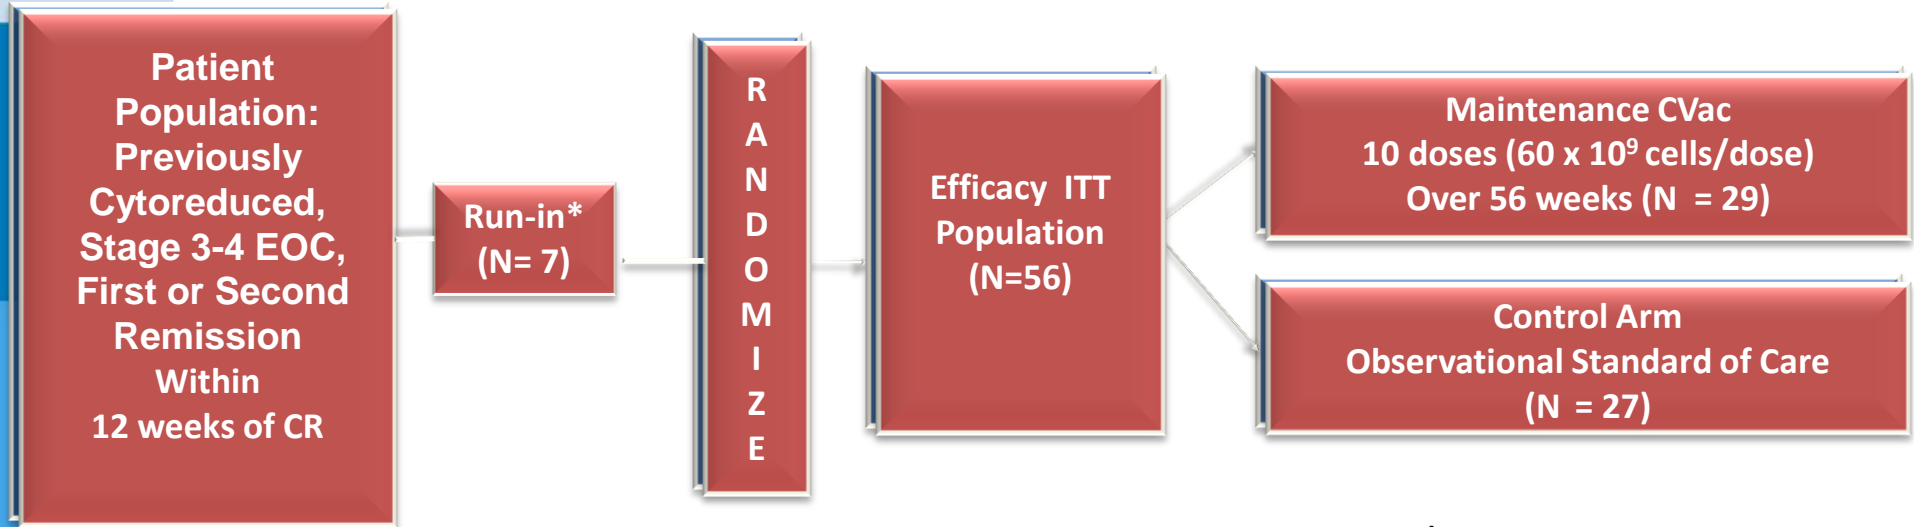 Patient
Population:
Previously
Cytoreduced,
Stage 3-4 EOC,
First or Second
Remission
Within
12 weeks of CR
Run-in*
(N= 7)
R
A
N
D
O
M
I
Z
E
Efficacy ITT
Population
(N=56)
Maintenance CVac
10 doses (60 x 10⁹ cells/dose)
Over 56 weeks (N = 29)
Control Arm
Observational Standard of Care
(N = 27)